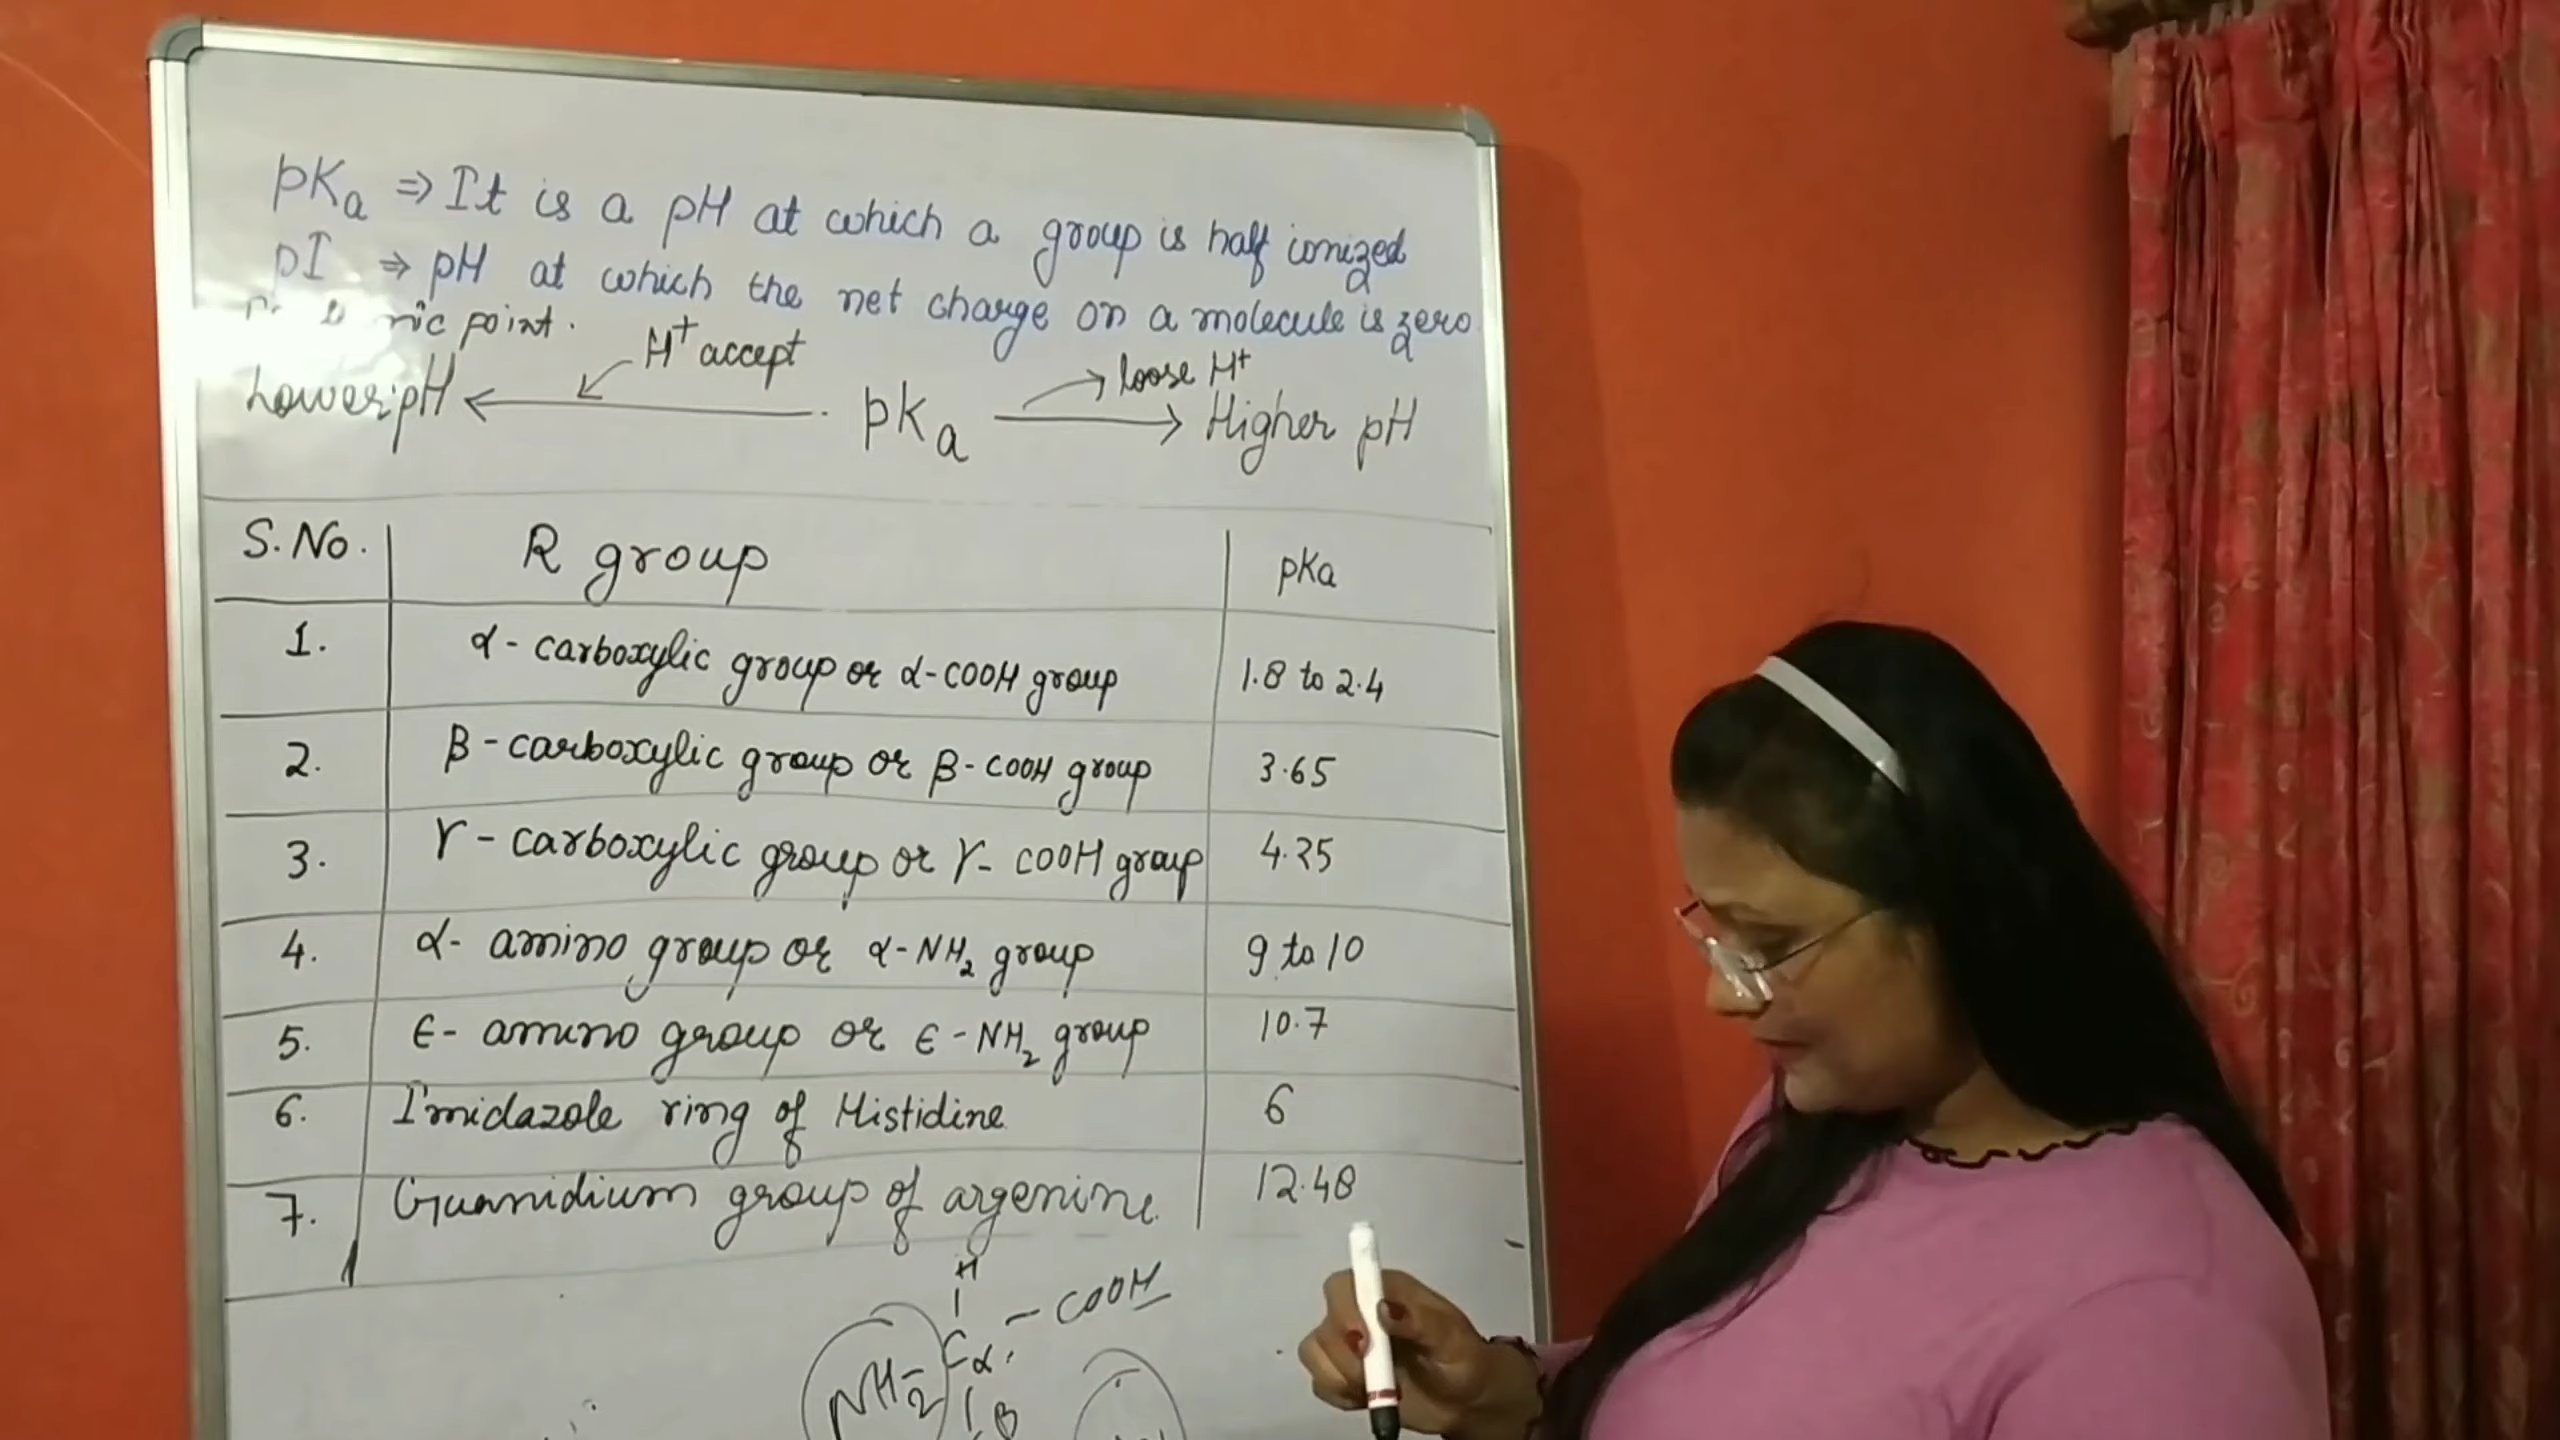 pKa ⇒ It is a pH at which a group is half ionized
pI ⇒ pH at which the net charge on a molecule is zero
point.
H+ accept
loose H+
Lower pH ← pKa → Higher pH
S.No. R group pKa
1. α- carboxylic group or α-COOH group 1.8 to 2.4
2. β- carboxylic group or β-COOH group 3.65
3. γ- carboxylic group or γ- COOH group 4.25
4. α- amino group or α-NH2 group 9 to 10
5. ε- amino group or ε-NH2 group 10.7
6. Imidazole ring of Histidine 6
7. Guanidium group of argenine. 12.48
H
COOH
NH2 Cα
β